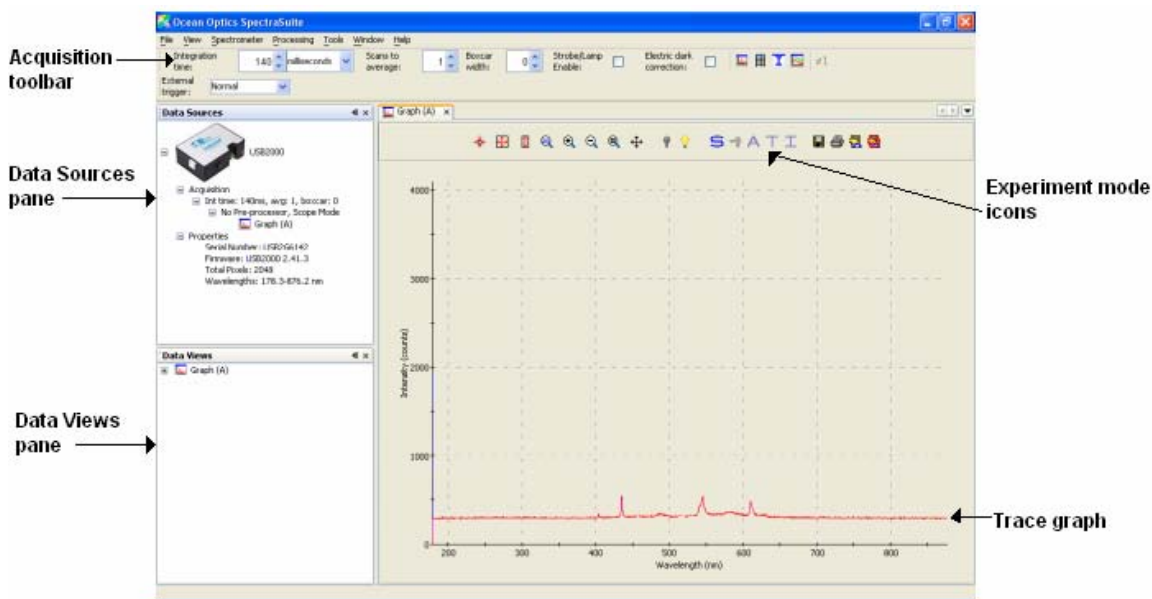 Ocean Optics SpectraSuite
File View Spectrometer Processing Tools Window Help
Acquisition toolbar
Integration time: 140 milliseconds Scans to average: 1 Boxcar width: 0 Strobe/Lamp Enable: Electric dark correction:
External trigger: Normal
Data Sources
Graph (A)
USB2000
S A T I
Data Sources pane
Experiment mode icons
Acquisition
Int time: 140ms, avg: 1, boxcar: 0
No Pre-processor, Scope Mode
Graph (A)
Properties
Serial Number: USB2G6142
Firmware: USB2000 2.41.3
Total Pixels: 2048
Wavelengths: 178.3-876.2 nm
Data Views
Graph (A)
Data Views pane
4000
3000
2000
1000
0
Intensity (counts)
200 300 400 500 600 700 800
Wavelength (nm)
Trace graph